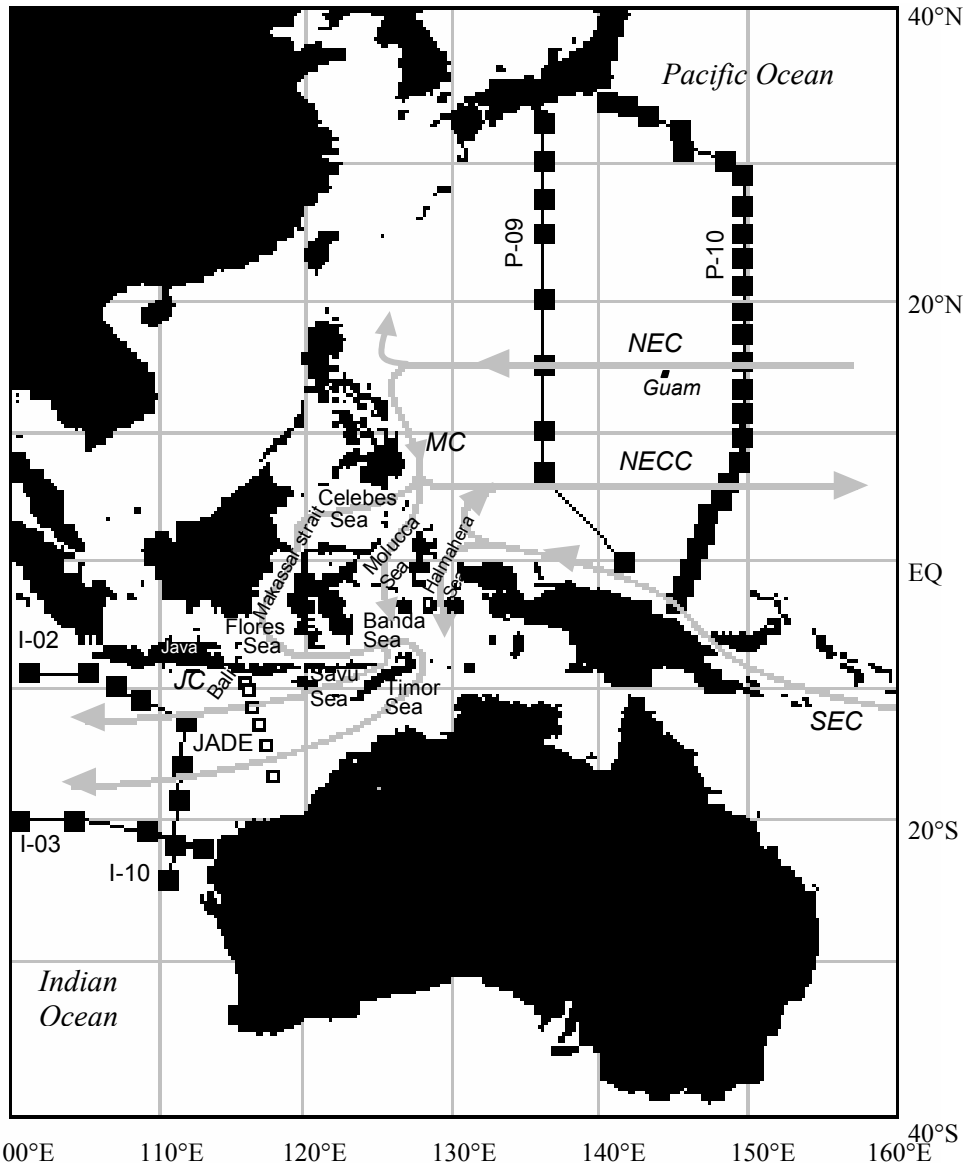 40°N
Pacific Ocean
P-09
P-10
20°N
NEC
Guam
MC
NECC
Celebes
Sea
Makassar strait
Molucca
Sea
Halmahera
Sea
EQ
I-02
Flores
Sea
Banda
Sea
Java
JC
Bali
Savu
Sea
Timor
Sea
SEC
JADE
20°S
I-03
I-10
Indian
Ocean
40°S
00°E 110°E 120°E 130°E 140°E 150°E 160°E